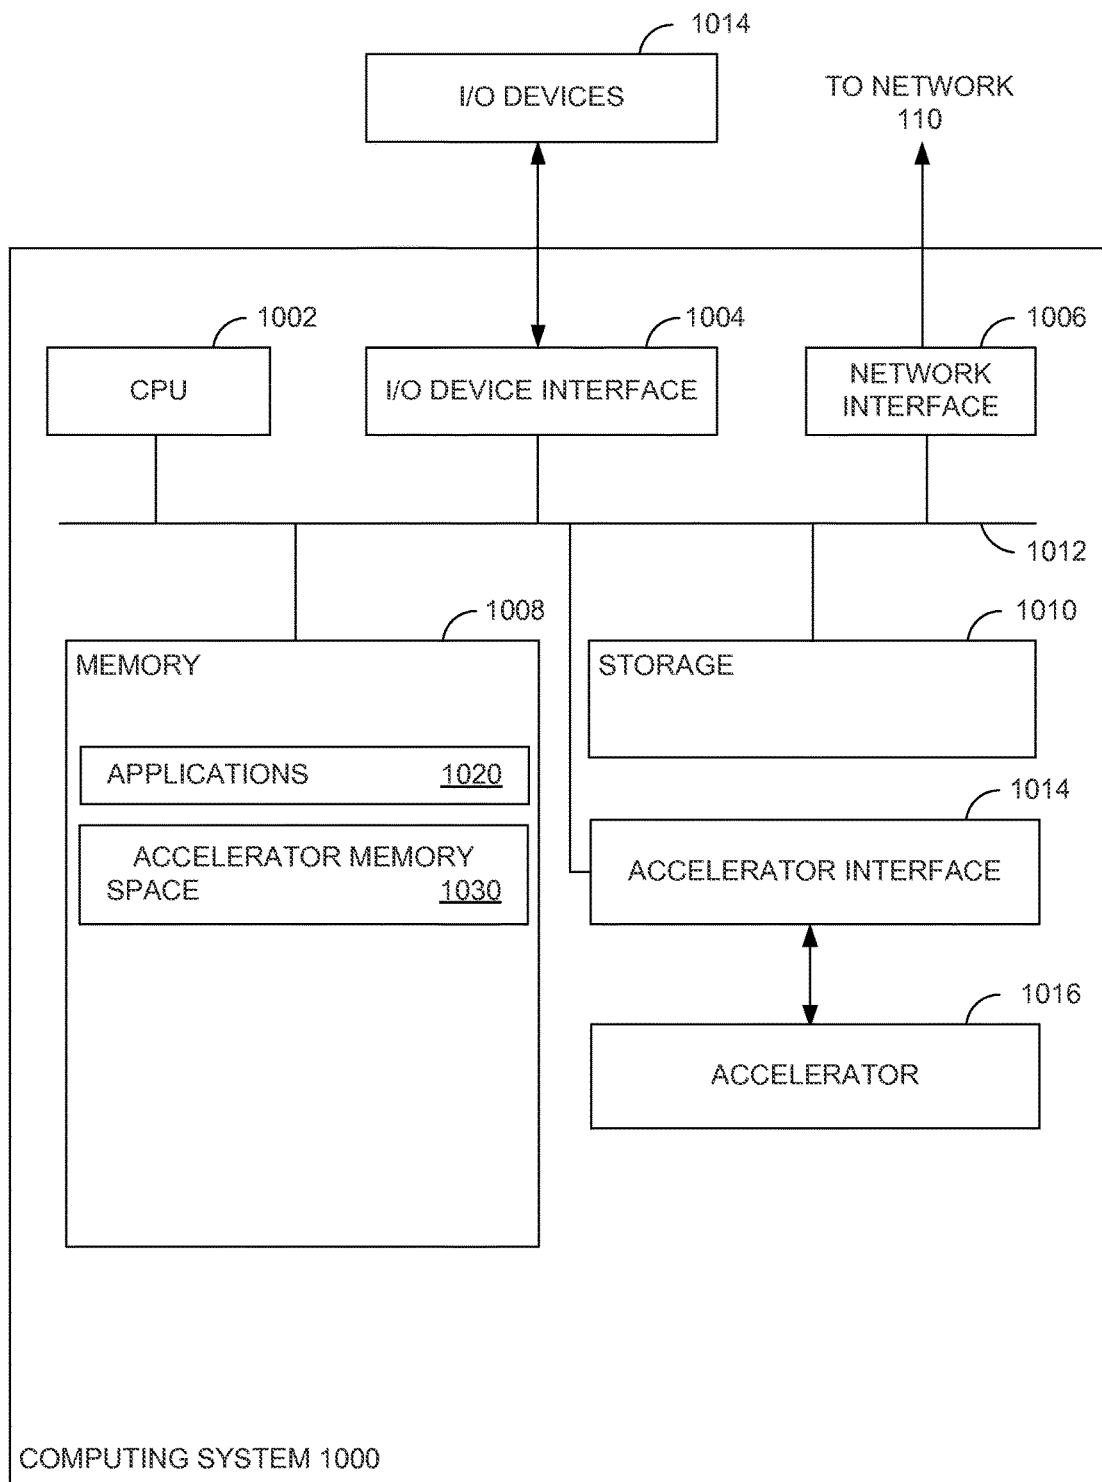 1014
I/O DEVICES
TO NETWORK
110
1002
1004
1006
CPU
I/O DEVICE INTERFACE
NETWORK
INTERFACE
1012
1008
1010
MEMORY
STORAGE
APPLICATIONS 1020
1014
ACCELERATOR MEMORY
SPACE 1030
ACCELERATOR INTERFACE
1016
ACCELERATOR
COMPUTING SYSTEM 1000